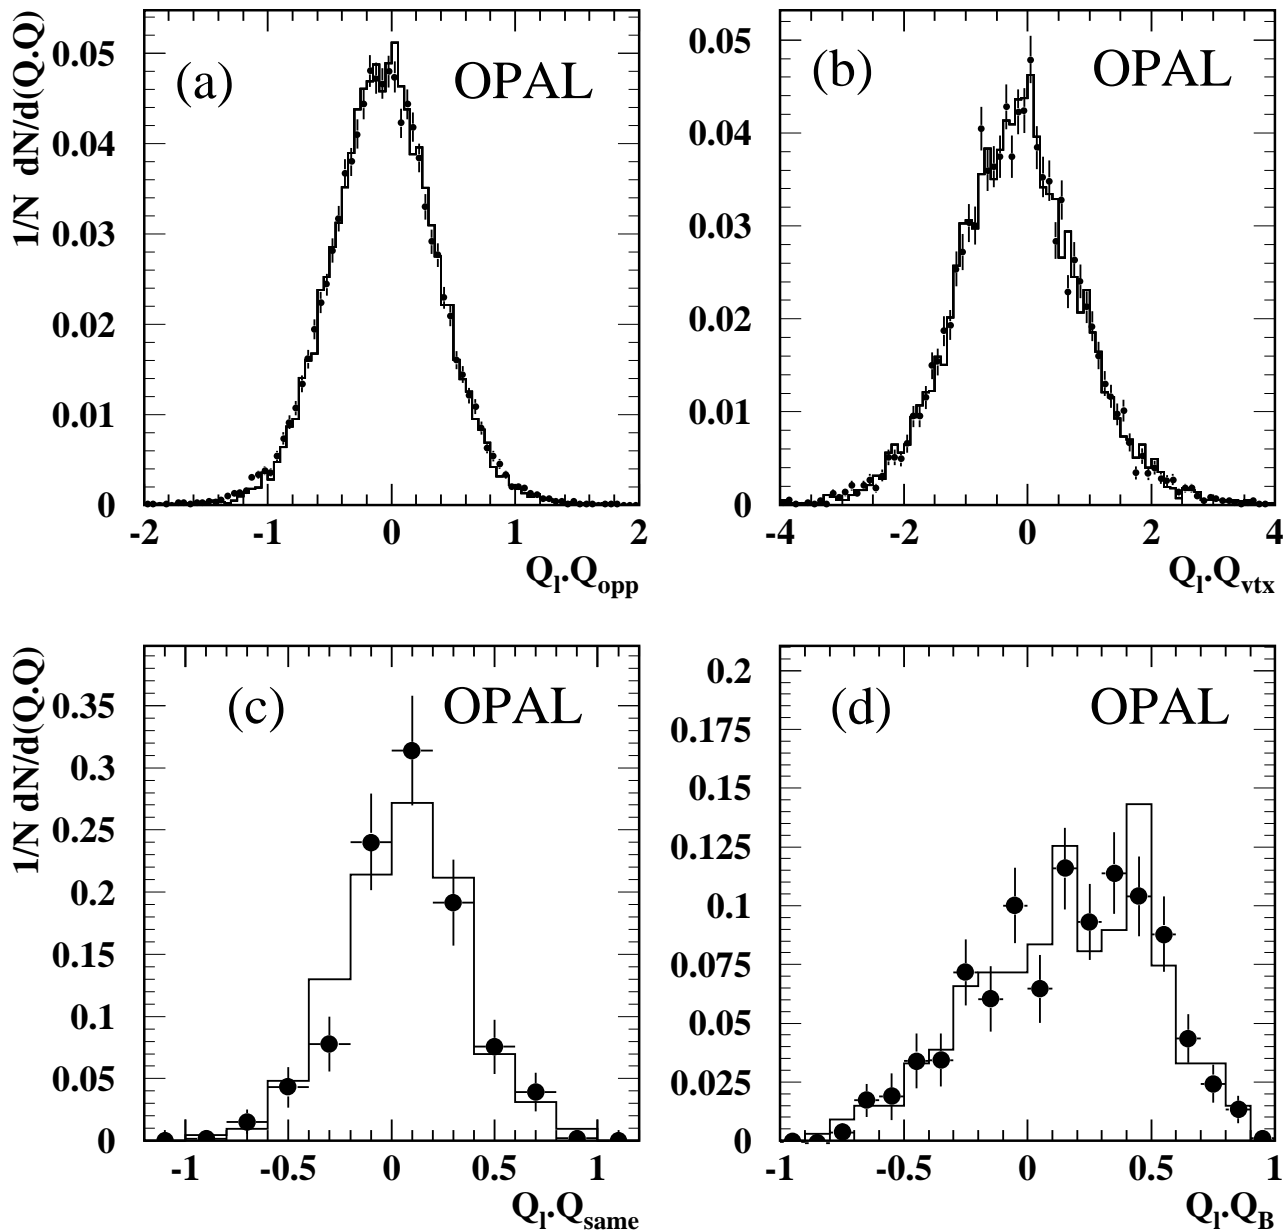 1/N dN/d(Q.Q)
(a) OPAL
0.05
0.04
0.03
0.02
0.01
0
-2 -1 0 1 2
Q_l.Q_opp
(b) OPAL
0.05
0.04
0.03
0.02
0.01
0
-4 -2 0 2 4
Q_l.Q_vtx
1/N dN/d(Q.Q)
(c) OPAL
0.35
0.3
0.25
0.2
0.15
0.1
0.05
0
-1 -0.5 0 0.5 1
Q_l.Q_same
(d) OPAL
0.2
0.175
0.15
0.125
0.1
0.075
0.05
0.025
0
-1 -0.5 0 0.5 1
Q_l.Q_B